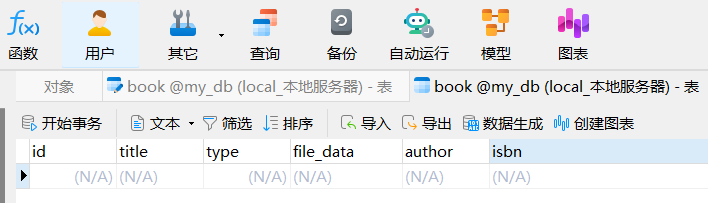 函数 用户 其它 查询 备份 自动运行 模型 图表
对象 book @my_db (local_本地服务器) - 表 book @my_db (local_本地服务器) - 表
开始事务 文本 筛选 排序 导入 导出 数据生成 创建图表
id title type file_data author isbn
(N/A) (N/A) (N/A) (N/A) (N/A) (N/A)